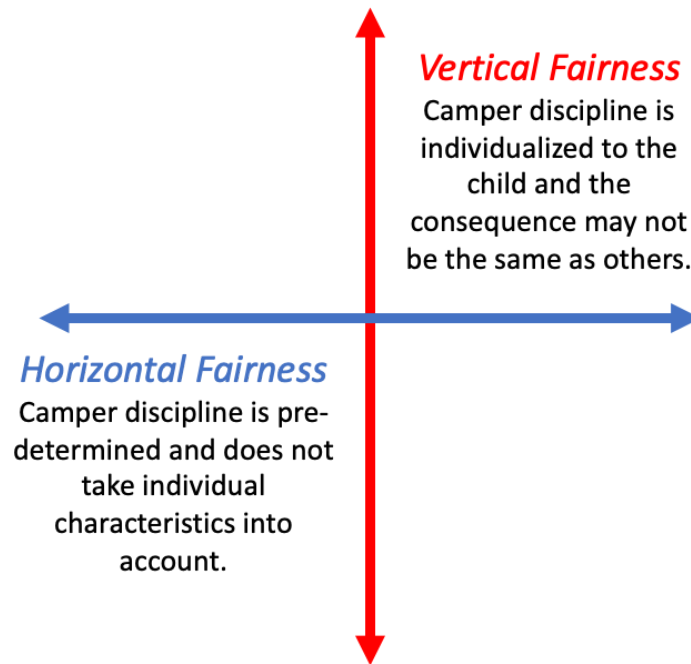 Vertical Fairness
Camper discipline is
individualized to the
child and the
consequence may not
be the same as others.
Horizontal Fairness
Camper discipline is pre-
determined and does not
take individual
characteristics into
account.